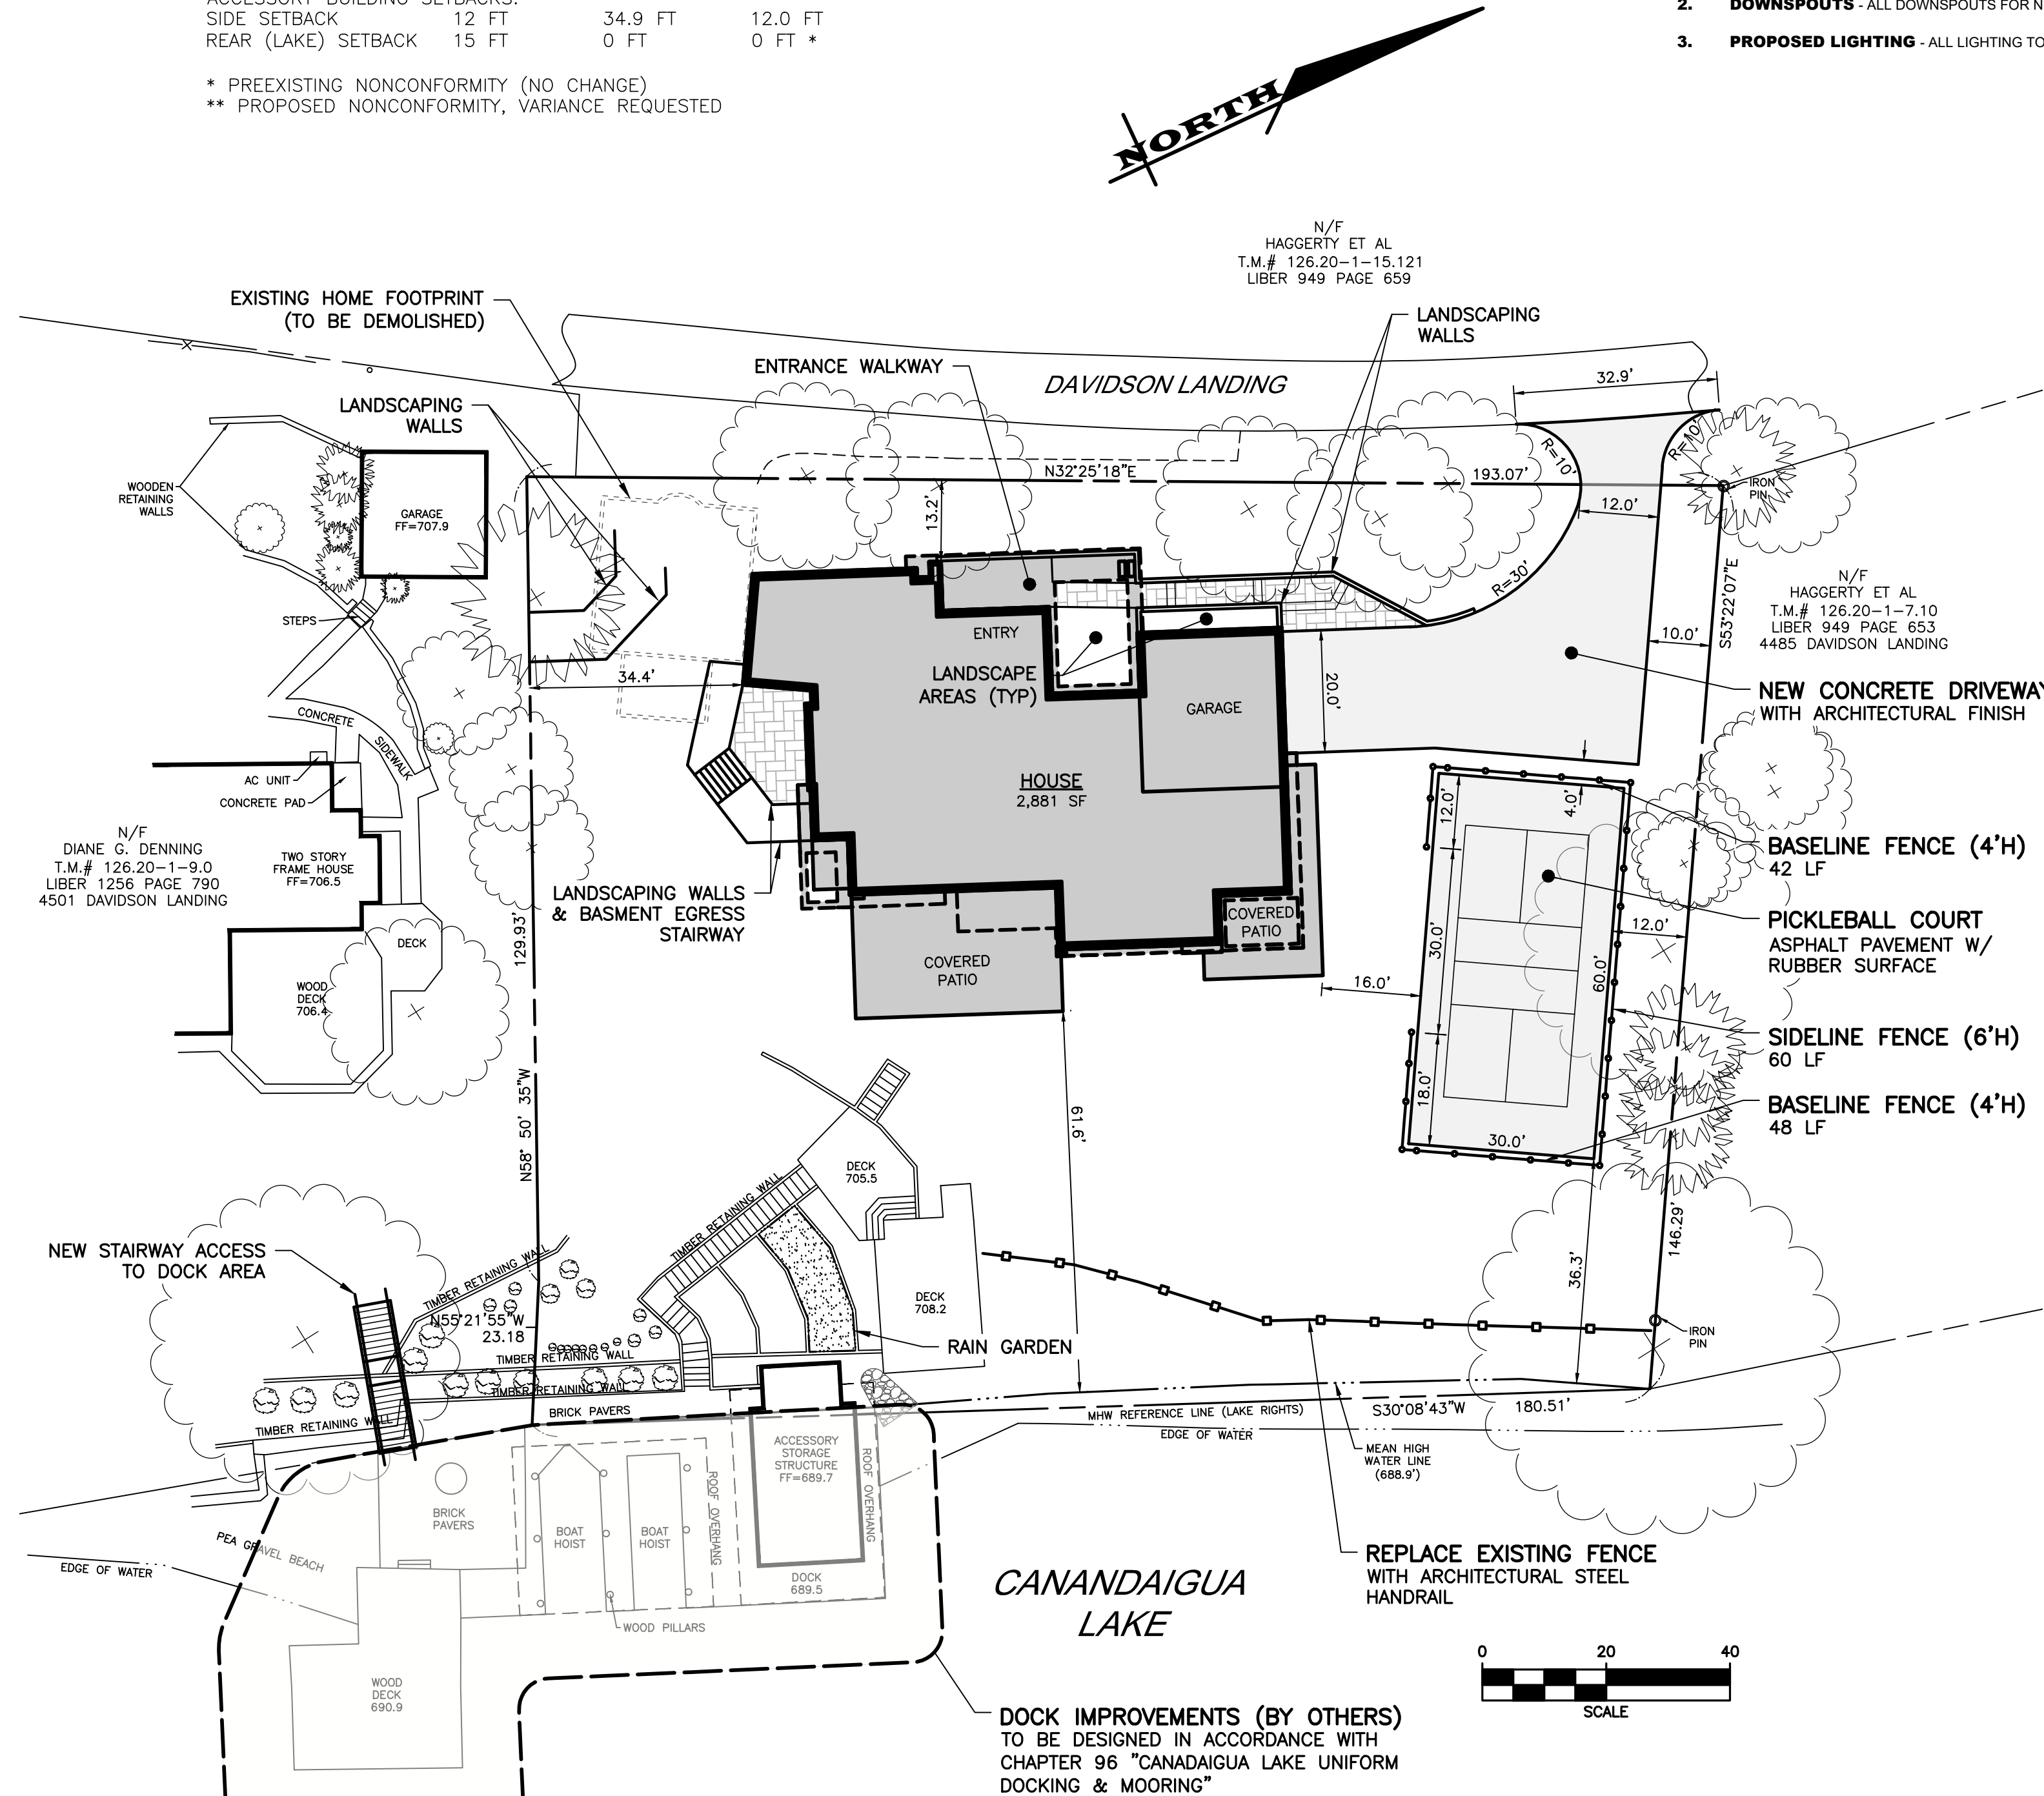 ACCESSORY BUILDING SETBACKS:
SIDE SETBACK 12 FT 34.9 FT 12.0 FT
REAR (LAKE) SETBACK 15 FT 0 FT 0 FT *
* PREEXISTING NONCONFORMITY (NO CHANGE)
** PROPOSED NONCONFORMITY, VARIANCE REQUESTED
2. DOWNSPOUTS - ALL DOWNSPOUTS FOR N
3. PROPOSED LIGHTING - ALL LIGHTING TO
NORTH
N/F
HAGGERTY ET AL
T.M.# 126.20-1-15.121
LIBER 949 PAGE 659
EXISTING HOME FOOTPRINT
(TO BE DEMOLISHED)
LANDSCAPING
WALLS
ENTRANCE WALKWAY
DAVIDSON LANDING
32.9'
LANDSCAPING
WALLS
R=10'
R=10'
N32°25'18"E
193.07'
IRON
PIN
WOODEN
RETAINING
WALLS
GARAGE
FF=707.9
13.2'
12.0'
R=30'
S53°22'07"E
N/F
HAGGERTY ET AL
T.M.# 126.20-1-7.10
LIBER 949 PAGE 653
4485 DAVIDSON LANDING
STEPS
ENTRY
10.0'
34.4'
LANDSCAPE
AREAS (TYP)
20.0'
GARAGE
NEW CONCRETE DRIVEWAY
WITH ARCHITECTURAL FINISH
CONCRETE
SIDEWALK
AC UNIT
CONCRETE PAD
HOUSE
2,881 SF
12.0'
4.0'
N/F
DIANE G. DENNING
T.M.# 126.20-1-9.0
LIBER 1256 PAGE 790
4501 DAVIDSON LANDING
TWO STORY
FRAME HOUSE
FF=706.5
BASELINE FENCE (4'H)
42 LF
LANDSCAPING WALLS
& BASMENT EGRESS
STAIRWAY
COVERED
PATIO
PICKLEBALL COURT
ASPHALT PAVEMENT W/
RUBBER SURFACE
12.0'
30.0'
129.93'
DECK
COVERED
PATIO
60.0'
16.0'
WOOD
DECK
706.4
SIDELINE FENCE (6'H)
60 LF
N58° 50' 35"W
61.6'
18.0'
BASELINE FENCE (4'H)
48 LF
30.0'
DECK
705.5
TIMBER RETAINING WALL
146.29'
36.3'
NEW STAIRWAY ACCESS
TO DOCK AREA
TIMBER RETAINING WALL
N55°21'55"W
23.18
DECK
708.2
RAIN GARDEN
IRON
PIN
TIMBER RETAINING WALL
TIMBER RETAINING WALL
TIMBER RETAINING WALL
BRICK PAVERS
MHW REFERENCE LINE (LAKE RIGHTS)
S30°08'43"W 180.51'
EDGE OF WATER
MEAN HIGH
WATER LINE
(688.9')
ACCESSORY
STORAGE
STRUCTURE
FF=689.7
ROOF OVERHANG
ROOF OVERHANG
BRICK
PAVERS
BOAT
HOIST
BOAT
HOIST
PEA GRAVEL BEACH
EDGE OF WATER
DOCK
689.5
WOOD PILLARS
REPLACE EXISTING FENCE
WITH ARCHITECTURAL STEEL
HANDRAIL
CANANDAIGUA
LAKE
WOOD
DECK
690.9
0 20 40
SCALE
DOCK IMPROVEMENTS (BY OTHERS)
TO BE DESIGNED IN ACCORDANCE WITH
CHAPTER 96 "CANADAIGUA LAKE UNIFORM
DOCKING & MOORING"